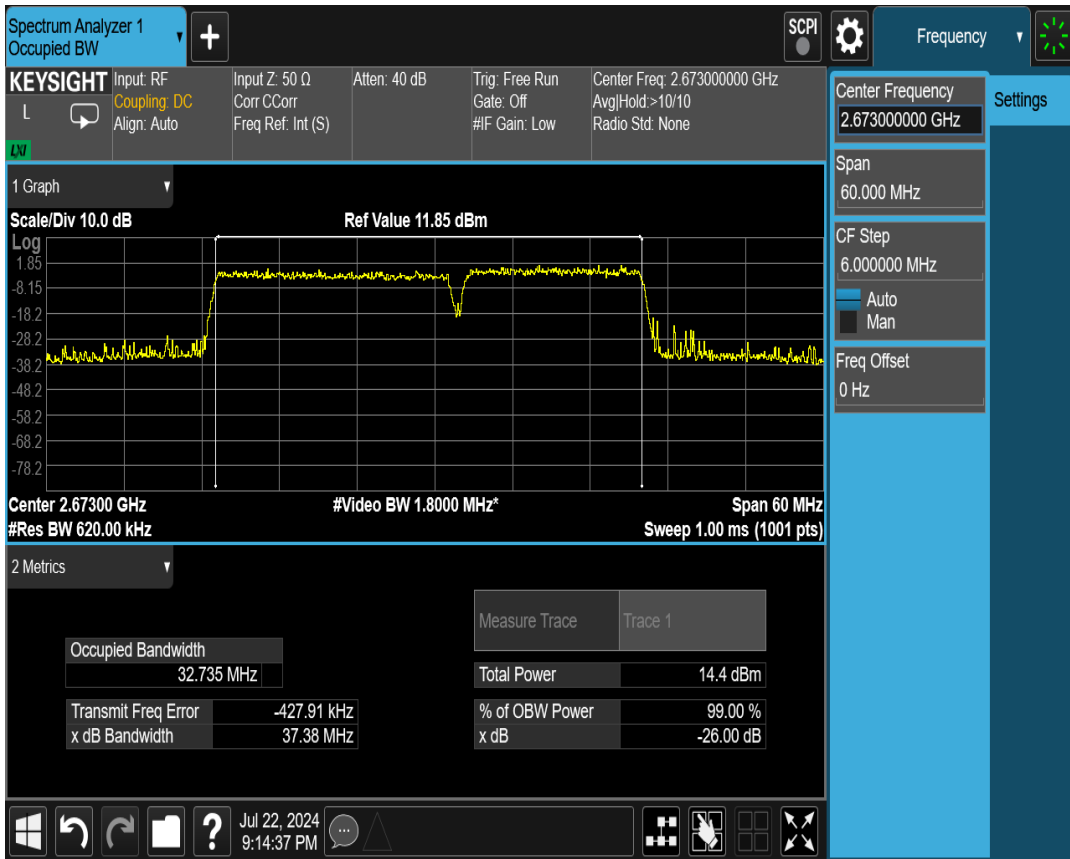 Spectrum Analyzer 1
Occupied BW
+
SCPI
Frequency
KEYSIGHT
L
LXI
Input: RF
Coupling: DC
Align: Auto
Input Z: 50 Ω
Corr CCorr
Freq Ref: Int (S)
Atten: 40 dB
Trig: Free Run
Gate: Off
#IF Gain: Low
Center Freq: 2.673000000 GHz
Avg|Hold:>10/10
Radio Std: None
Center Frequency
2.673000000 GHz
Settings
Span
60.000 MHz
CF Step
6.000000 MHz
Auto
Man
Freq Offset
0 Hz
1 Graph
Scale/Div 10.0 dB
Ref Value 11.85 dBm
Log
1.85
-8.15
-18.2
-28.2
-38.2
-48.2
-58.2
-68.2
-78.2
Center 2.67300 GHz
#Video BW 1.8000 MHz*
Span 60 MHz
#Res BW 620.00 kHz
Sweep 1.00 ms (1001 pts)
2 Metrics
Measure Trace
Trace 1
Occupied Bandwidth
32.735 MHz
Total Power
14.4 dBm
Transmit Freq Error
-427.91 kHz
% of OBW Power
99.00 %
x dB Bandwidth
37.38 MHz
x dB
-26.00 dB
?
Jul 22, 2024
9:14:37 PM